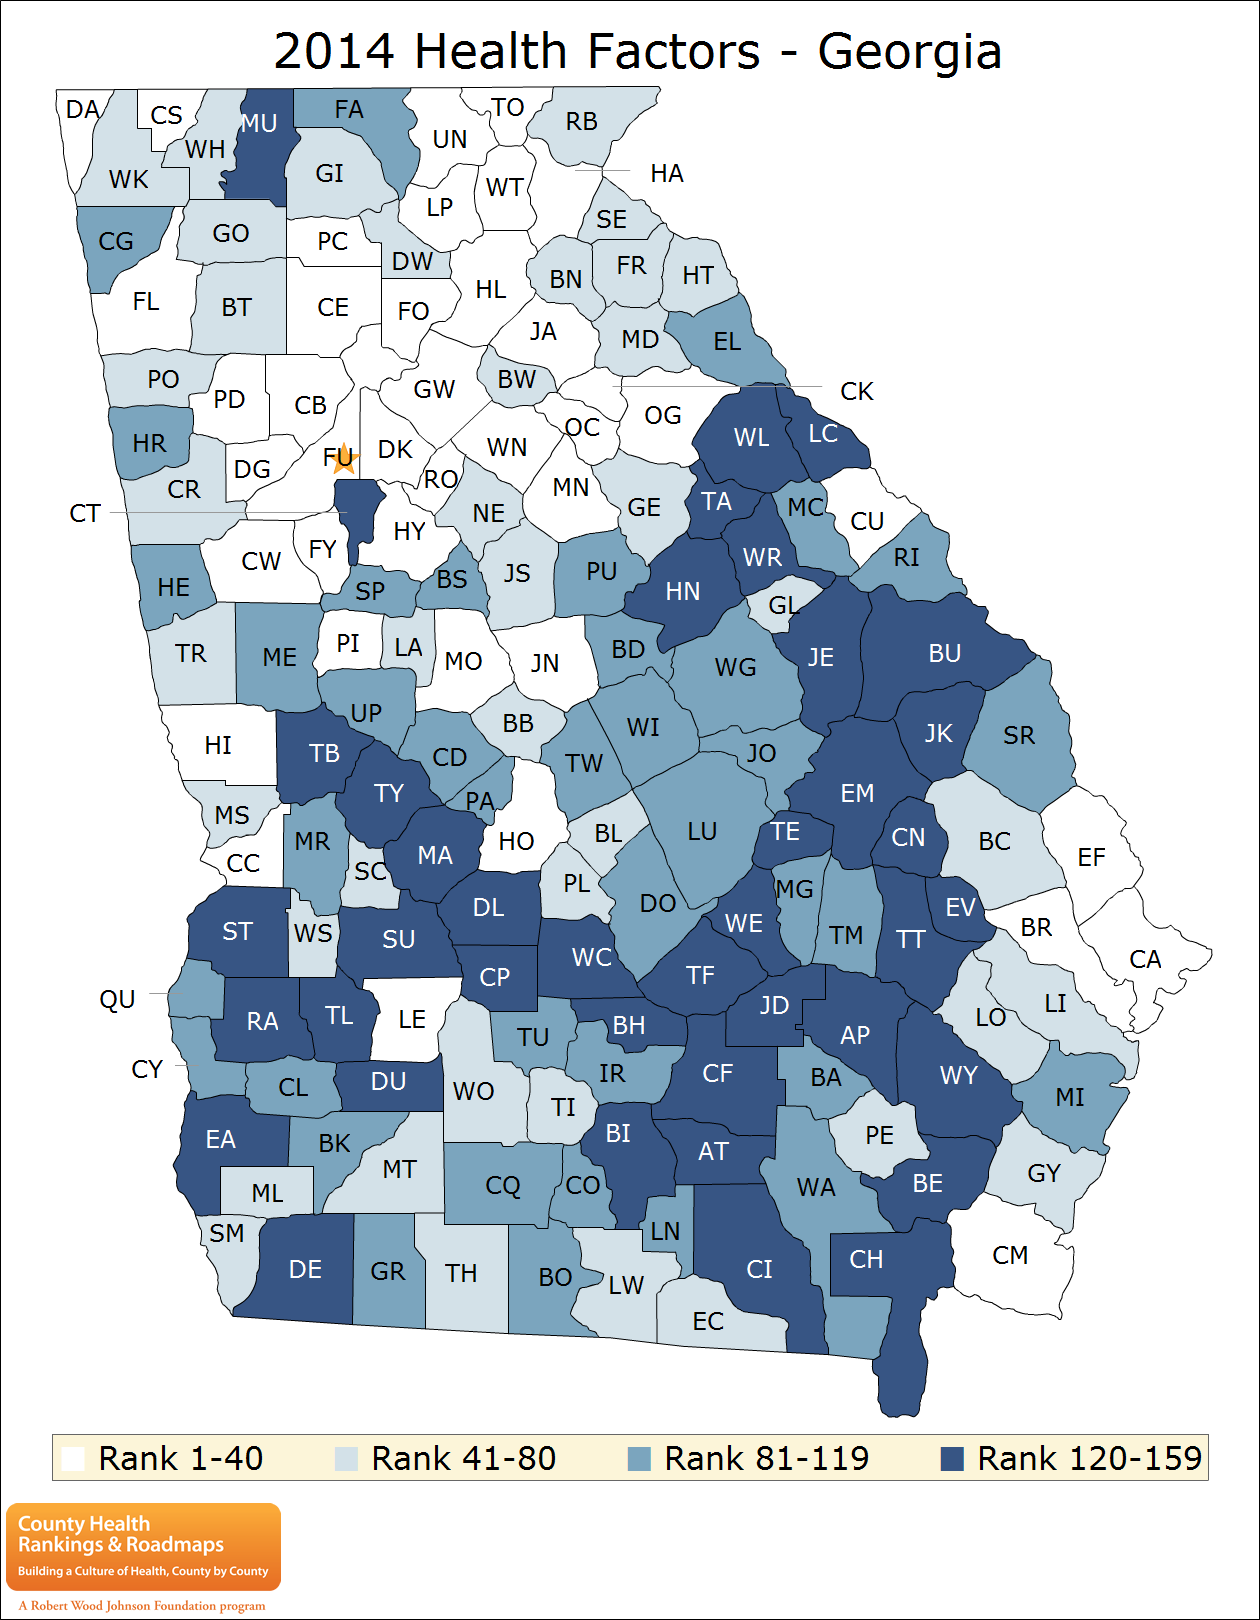 2014 Health Factors - Georgia
DA CS WH MU FA UN TO RB
WK GI LP WT HA
CG GO PC DW SE
FL BT CE FO HL BN FR HT
JA MD EL
PO PD CB GW BW CK
HR DG FU DK WN OC OG WL LC
CR RO MN
CT HY NE GE TA MC CU
CW FY WR RI
HE SP BS JS PU HN GL
TR ME PI LA MO JN BD WG JE BU
HI UP BB WI JK SR
TB CD TW JO
MS TY PA EM
MR HO BL LU TE CN BC EF
CC SC MA PL MG
ST WS SU DL DO WE TM TT EV BR CA
CP WC TF
QU RA TL LE JD LO LI
TU BH AP
CY CL DU WO IR CF BA WY MI
EA BK TI BI AT PE
ML MT CQ CO WA BE GY
SM LN
DE GR TH BO LW CI CH CM
EC
Rank 1-40 Rank 41-80 Rank 81-119 Rank 120-159
County Health
Rankings & Roadmaps
Building a Culture of Health, County by County
A Robert Wood Johnson Foundation program